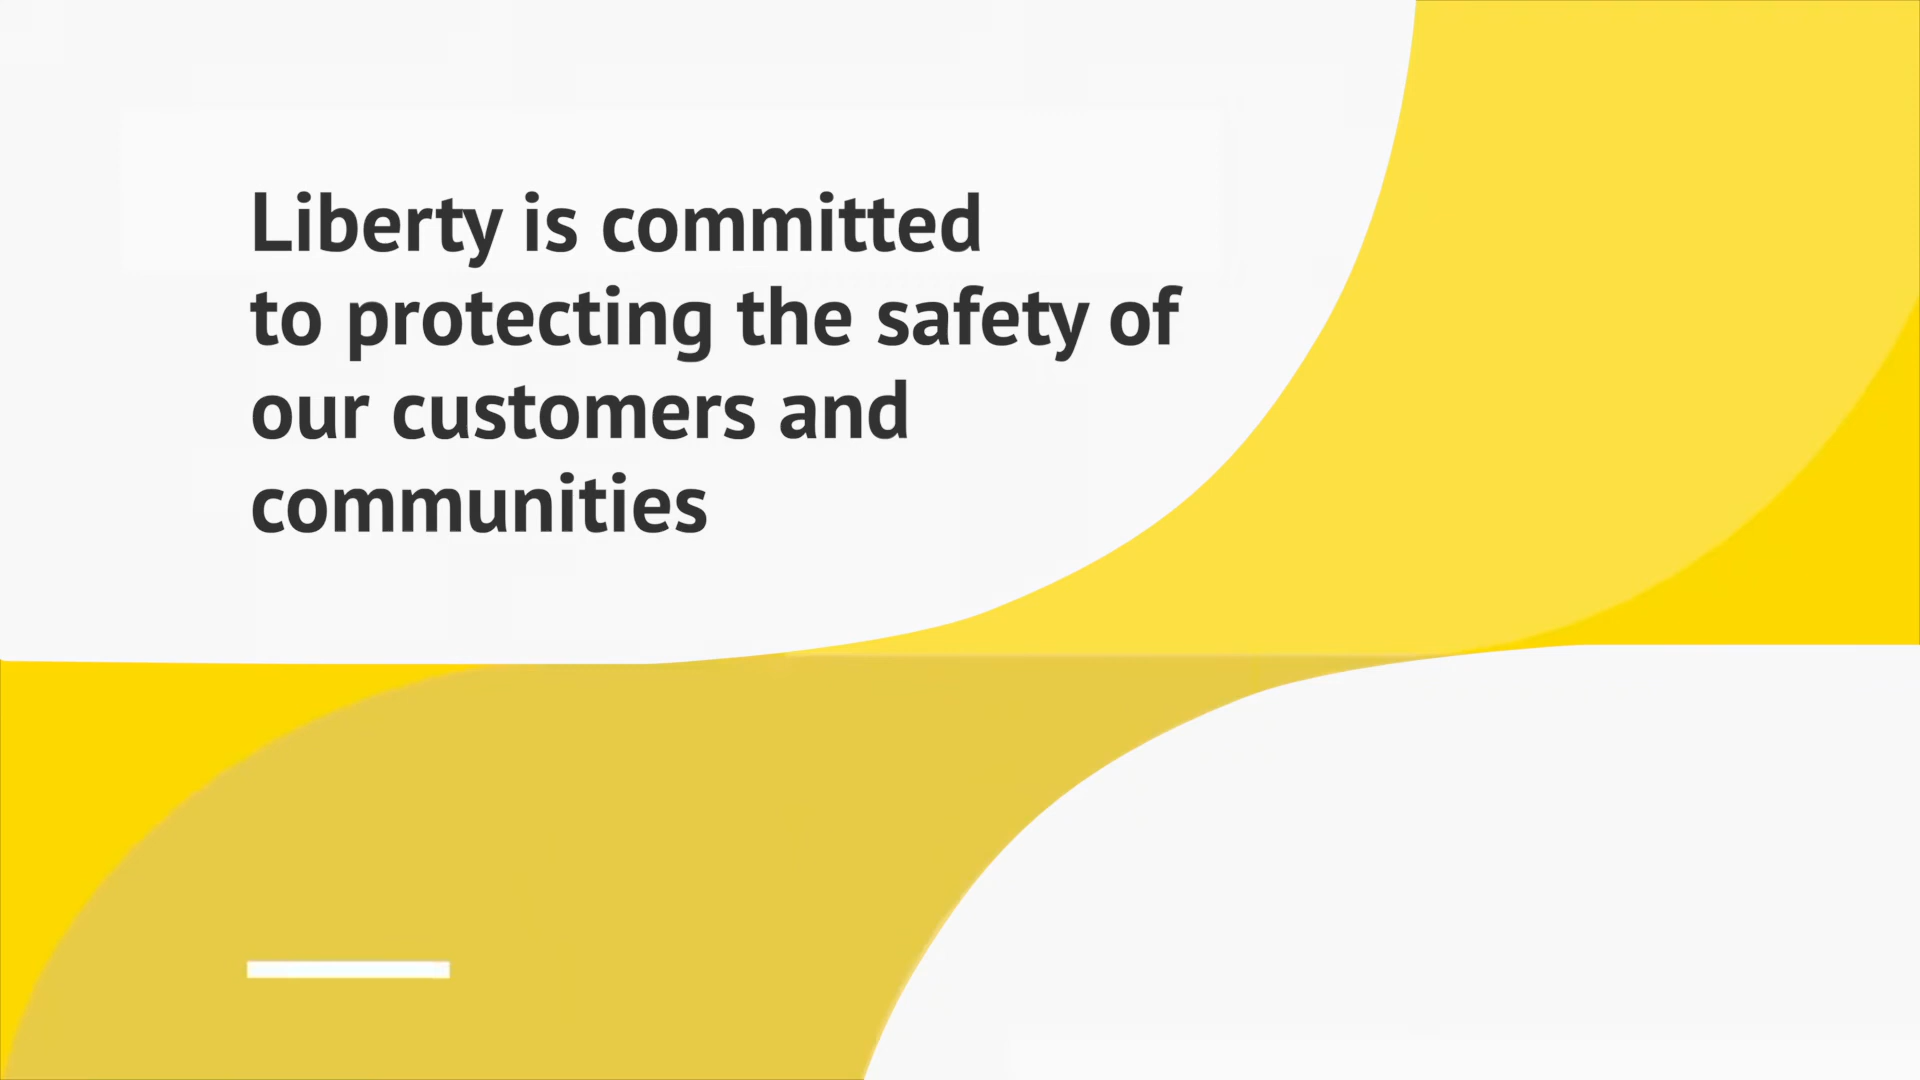 Liberty is committed
to protecting the safety of
our customers and
communities